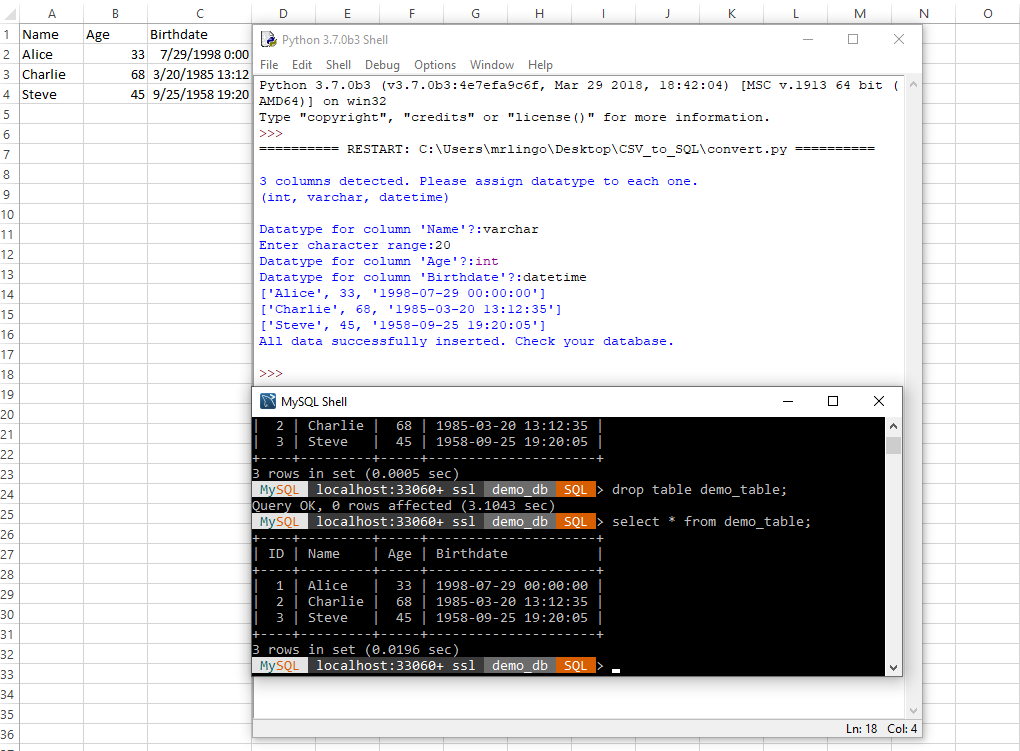 A B C D E F G H I J K L M N O
1 Name Age Birthdate
2 Alice 33 7/29/1998 0:00
3 Charlie 68 3/20/1985 13:12
4 Steve 45 9/25/1958 19:20
5
6
7
8
9
10
11
12
13
14
15
16
17
18
19
20
21
22
23
24
25
26
27
28
29
30
31
32
33
34
35
36
Python 3.7.0b3 Shell
File Edit Shell Debug Options Window Help
Python 3.7.0b3 (v3.7.0b3:4e7efa9c6f, Mar 29 2018, 18:42:04) [MSC v.1913 64 bit (
AMD64)] on win32
Type "copyright", "credits" or "license()" for more information.
>>>
========== RESTART: C:\Users\mrlingo\Desktop\CSV_to_SQL\convert.py ==========
3 columns detected. Please assign datatype to each one.
(int, varchar, datetime)
Datatype for column 'Name'?:varchar
Enter character range:20
Datatype for column 'Age'?:int
Datatype for column 'Birthdate'?:datetime
['Alice', 33, '1998-07-29 00:00:00']
['Charlie', 68, '1985-03-20 13:12:35']
['Steve', 45, '1958-09-25 19:20:05']
All data successfully inserted. Check your database.
>>>
MySQL Shell
| 2 | Charlie | 68 | 1985-03-20 13:12:35 |
| 3 | Steve | 45 | 1958-09-25 19:20:05 |
+----+---------+-----+---------------------+
3 rows in set (0.0005 sec)
MySQL localhost:33060+ ssl demo_db SQL > drop table demo_table;
Query OK, 0 rows affected (3.1043 sec)
MySQL localhost:33060+ ssl demo_db SQL > select * from demo_table;
+----+---------+-----+---------------------+
| ID | Name | Age | Birthdate |
+----+---------+-----+---------------------+
| 1 | Alice | 33 | 1998-07-29 00:00:00 |
| 2 | Charlie | 68 | 1985-03-20 13:12:35 |
| 3 | Steve | 45 | 1958-09-25 19:20:05 |
+----+---------+-----+---------------------+
3 rows in set (0.0196 sec)
MySQL localhost:33060+ ssl demo_db SQL >
Ln: 18 Col: 4